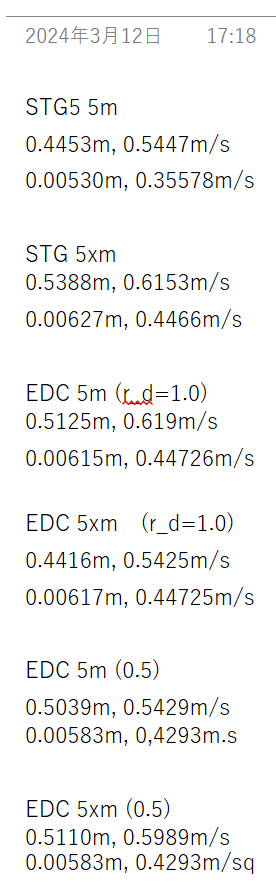 2024年3月12日 17:18
STG5 5m
0.4453m, 0.5447m/s
0.00530m, 0.35578m/s
STG 5xm
0.5388m, 0.6153m/s
0.00627m, 0.4466m/s
EDC 5m (r_d=1.0)
0.5125m, 0.619m/s
0.00615m, 0.44726m/s
EDC 5xm (r_d=1.0)
0.4416m, 0.5425m/s
0.00617m, 0.44725m/s
EDC 5m (0.5)
0.5039m, 0.5429m/s
0.00583m, 0,4293m.s
EDC 5xm (0.5)
0.5110m, 0.5989m/s
0.00583m, 0.4293m/sq